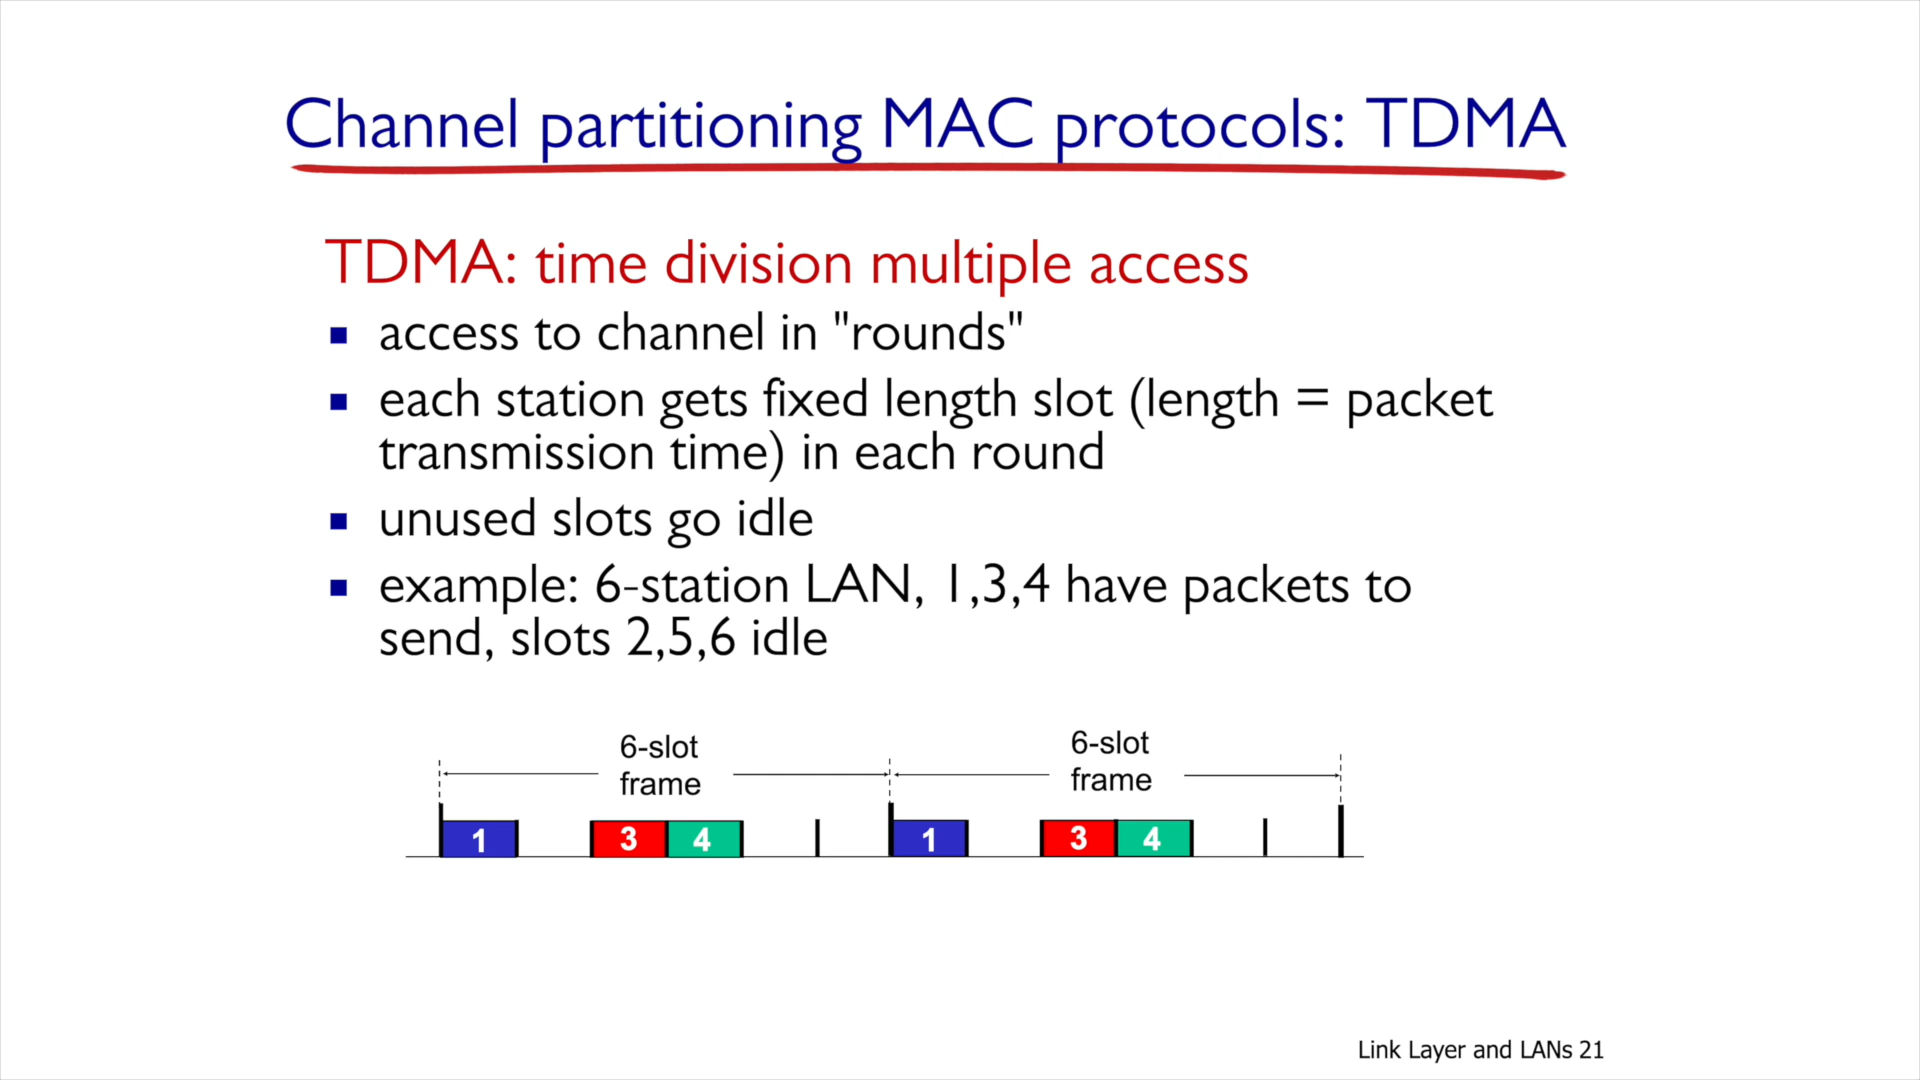 Channel partitioning MAC protocols: TDMA
TDMA: time division multiple access
access to channel in "rounds"
each station gets fixed length slot (length = packet
transmission time) in each round
unused slots go idle
example: 6-station LAN, 1,3,4 have packets to
send, slots 2,5,6 idle
6-slot
frame
6-slot
frame
1 3 4 1 3 4
Link Layer and LANs 21